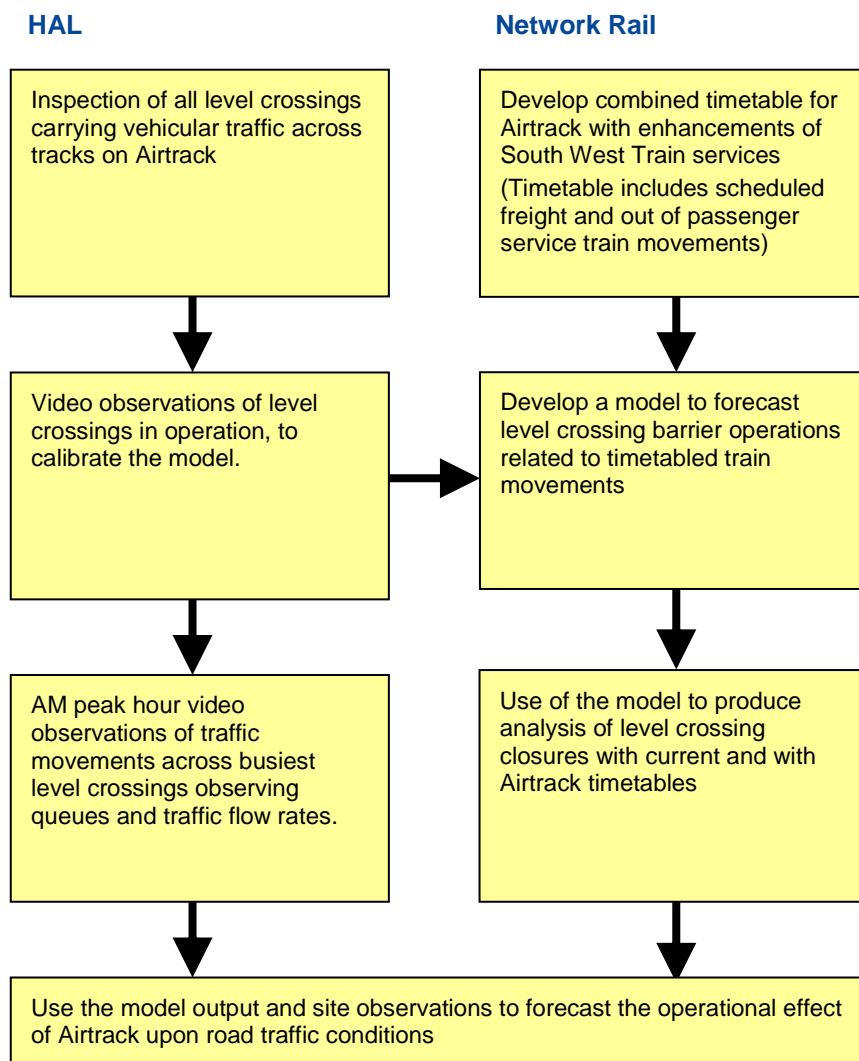 HAL
Network Rail
Inspection of all level crossings
carrying vehicular traffic across
tracks on Airtrack
Develop combined timetable for
Airtrack with enhancements of
South West Train services
(Timetable includes scheduled
freight and out of passenger
service train movements)
Video observations of level
crossings in operation, to
calibrate the model.
Develop a model to forecast
level crossing barrier operations
related to timetabled train
movements
AM peak hour video
observations of traffic
movements across busiest
level crossings observing
queues and traffic flow rates.
Use of the model to produce
analysis of level crossing
closures with current and with
Airtrack timetables
Use the model output and site observations to forecast the operational effect
of Airtrack upon road traffic conditions